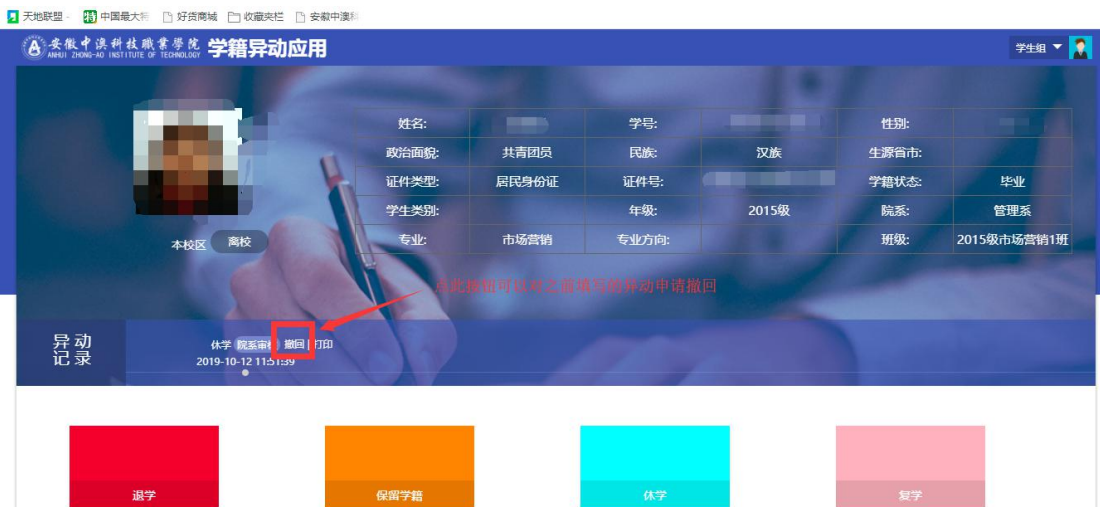 天地联盟
中国最大
好货商城
收藏夹栏
安徽中澳科
安徽中澳科技职业学院
ANHUI ZHONG-AO INSTITUTE OF TECHNOLOGY
学籍异动应用
学生组
姓名:
学号:
性别:
政治面貌: 共青团员 民族: 汉族 生源省市:
证件类型: 居民身份证 证件号: 学籍状态: 毕业
学生类别: 年级: 2015级 院系: 管理系
专业: 市场营销 专业方向: 班级: 2015级市场营销1班
本校区 离校
点此按钮可以对之前填写的异动申请撤回
异动
记录
休学 院系审核 撤回 打印
2019-10-12 11:51:39
退学
保留学籍
休学
复学